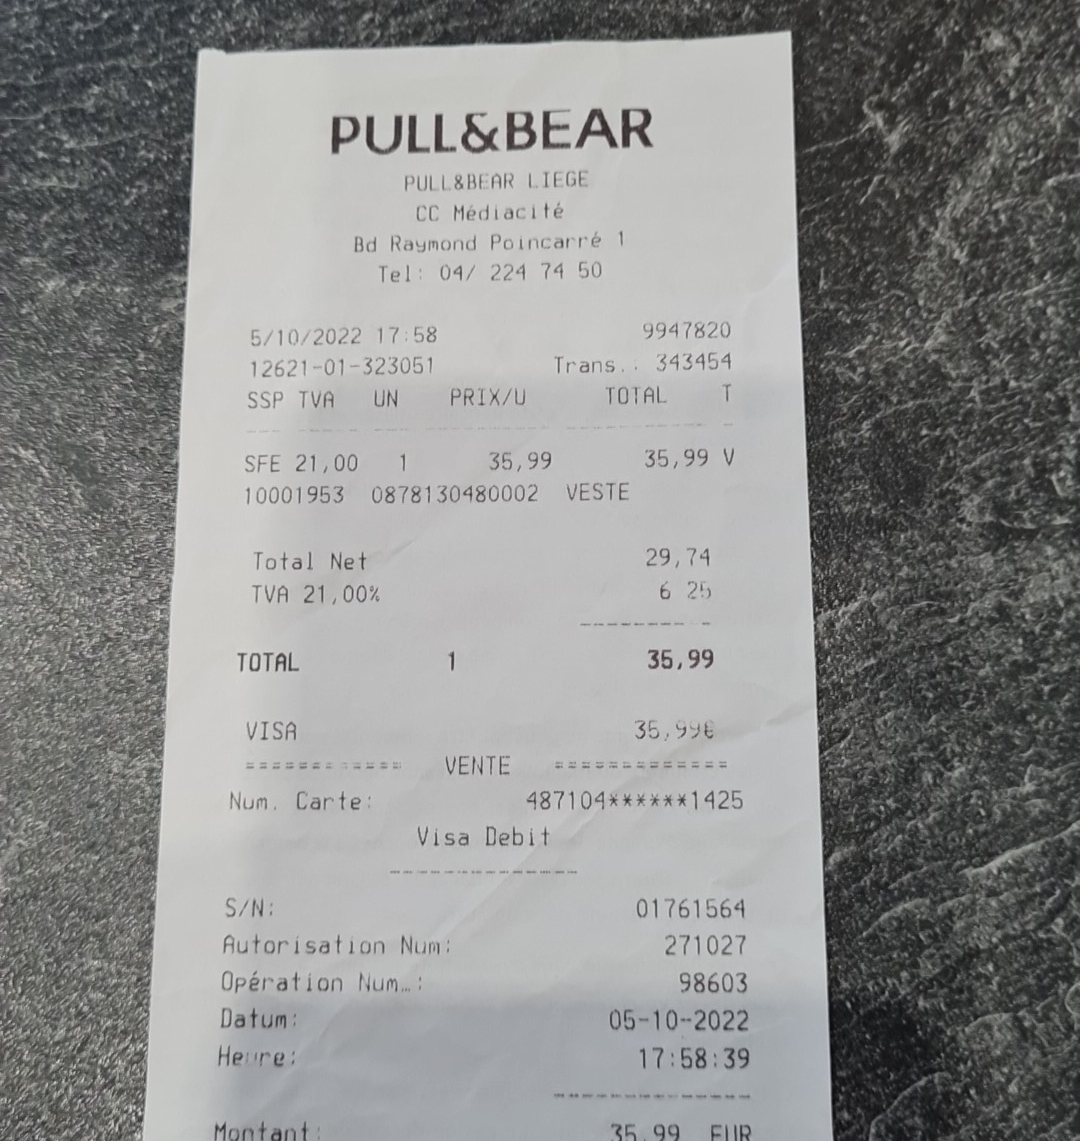 PULL&BEAR
PULL&BEAR LIEGE
CC Médiacité
Bd Raymond Poincarré 1
Tel: 04/ 224 74 50
5/10/2022 17:58 9947820
12621-01-323051 Trans.. 343454
SSP TVA UN PRIX/U TOTAL T
SFE 21,00 1 35,99 35,99 V
10001953 0878130480002 VESTE
Total Net 29,74
TVA 21,00% 6 25
TOTAL 1 35,99
VISA 35,99€
============ VENTE =============
Num. Carte: 487104******1425
Visa Debit
S/N: 01761564
Autorisation Num: 271027
Opération Num…: 98603
Datum: 05-10-2022
Heure: 17:58:39
Montant: 35,99 EUR